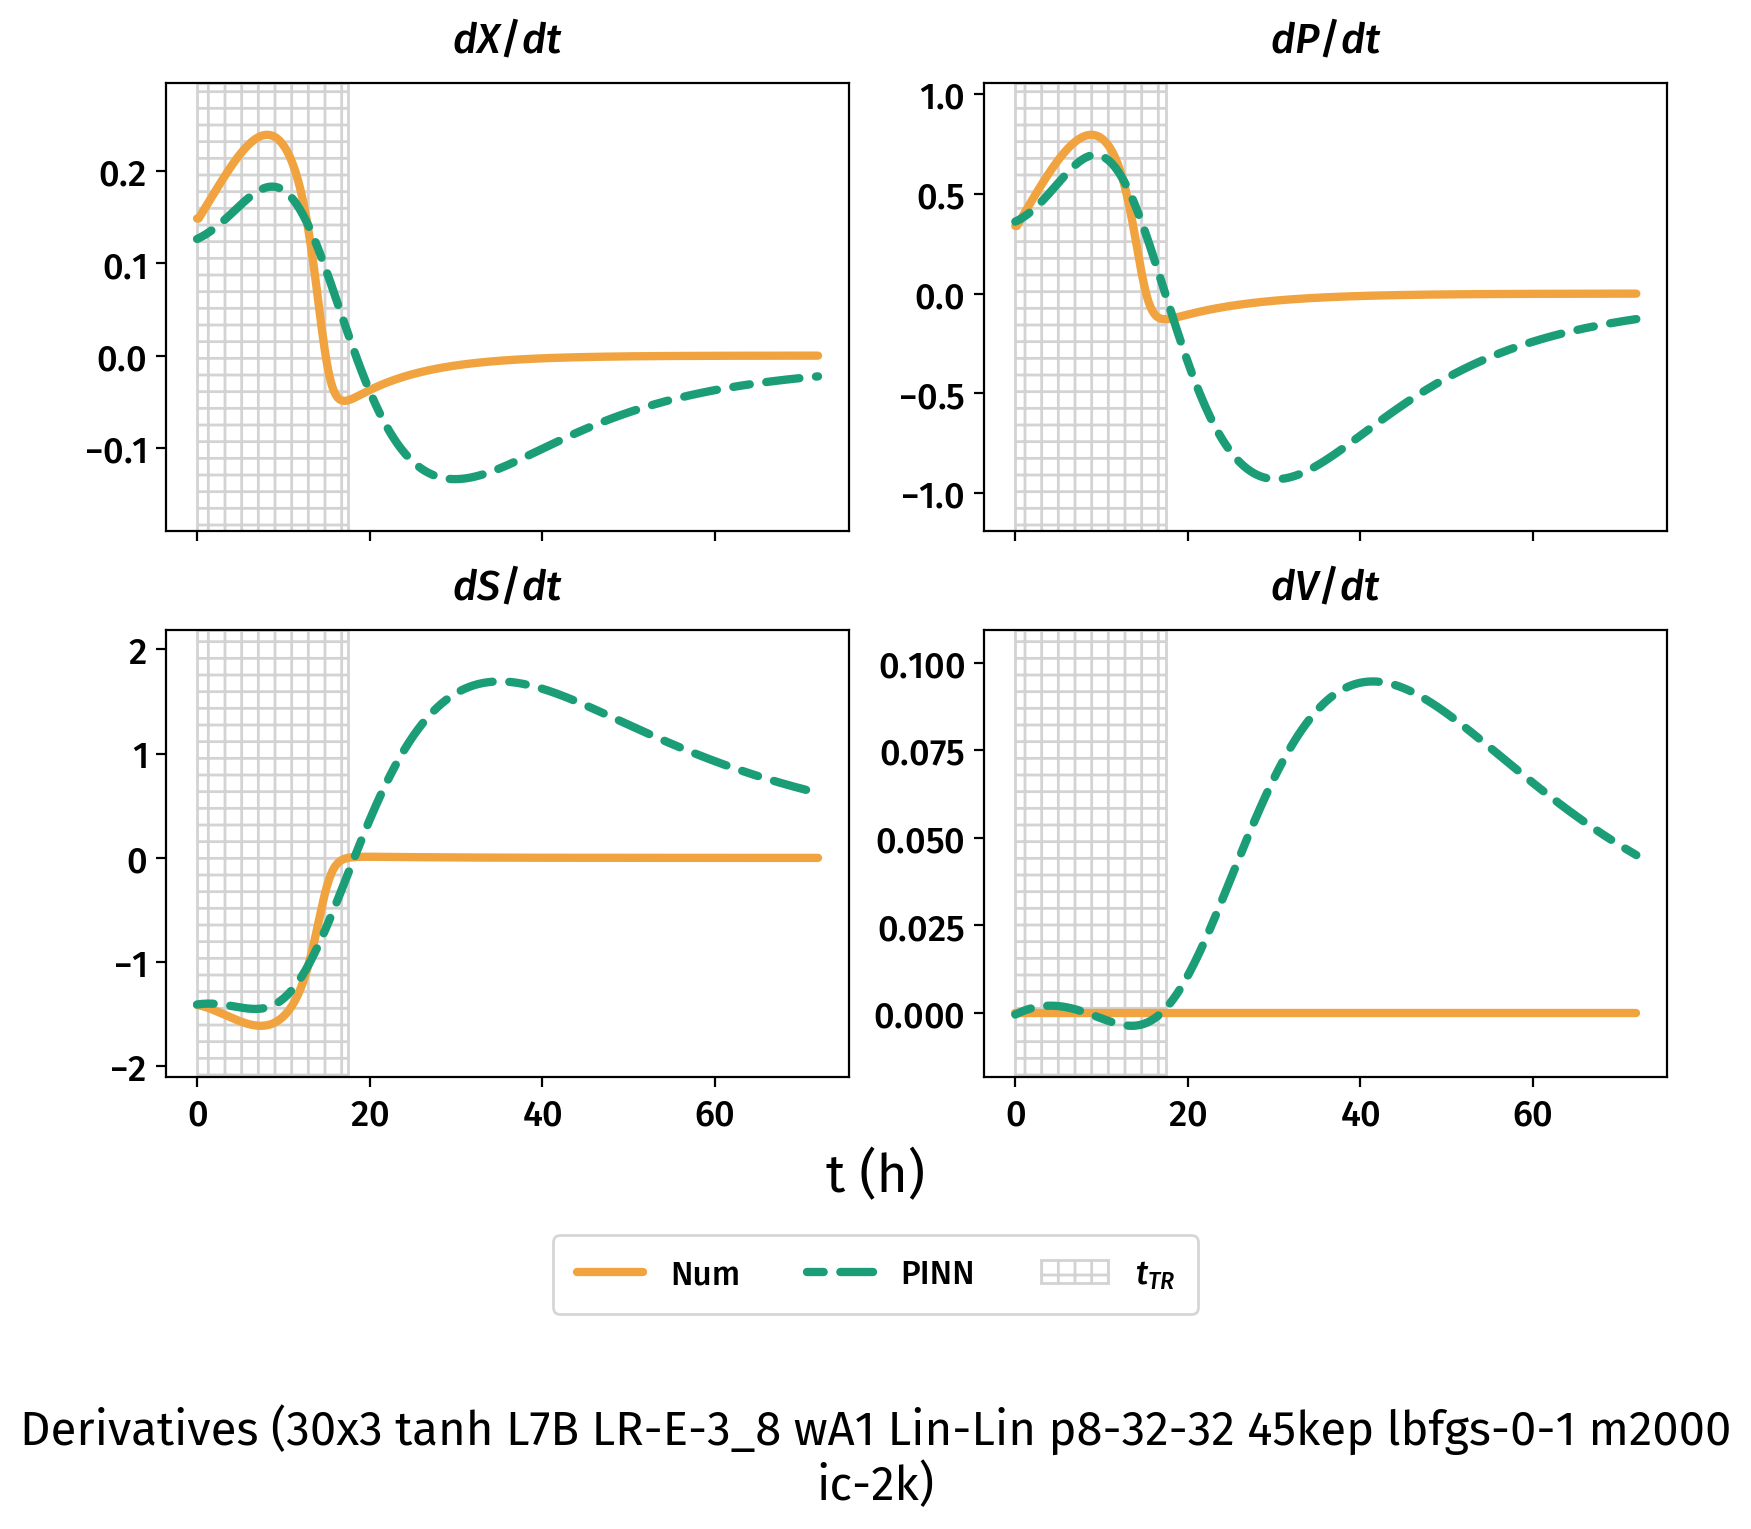 dX/dt
dP/dt
0.2
0.1
0.0
−0.1
1.0
0.5
0.0
−0.5
−1.0
dS/dt
dV/dt
2
1
0
−1
−2
0.100
0.075
0.050
0.025
0.000
0 20 40 60
0 20 40 60
t (h)
Num PINN tTR
Derivatives (30x3 tanh L7B LR-E-3_8 wA1 Lin-Lin p8-32-32 45kep lbfgs-0-1 m2000
ic-2k)